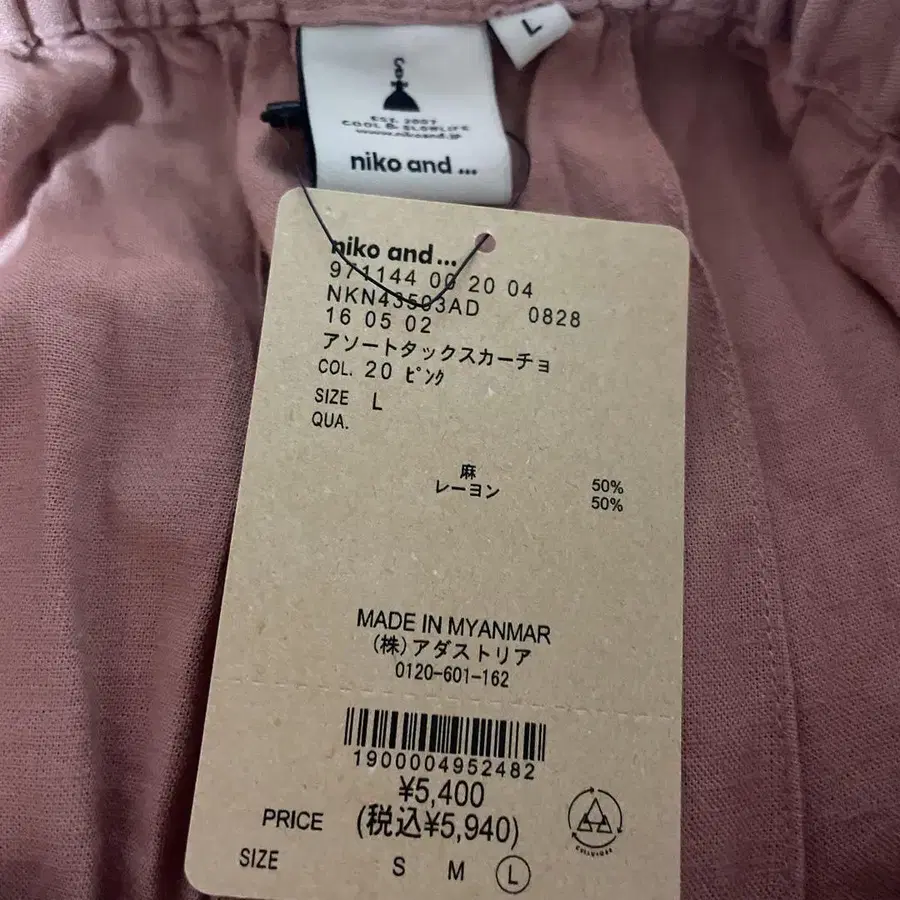 L
EST. 2007
COOL & SLOWLIFE
www.nikoand.jp
niko and ...
niko and ...
971144 00 20 04
NKN43503AD 0828
16 05 02
アソートタックスカーチョ
COL. 20 ピンク
SIZE L
QUA.
麻 50%
レーヨン 50%
MADE IN MYANMAR
(株)アダストリア
0120-601-162
1900004952482
¥5,400
PRICE (税込¥5,940)
SIZE S M L